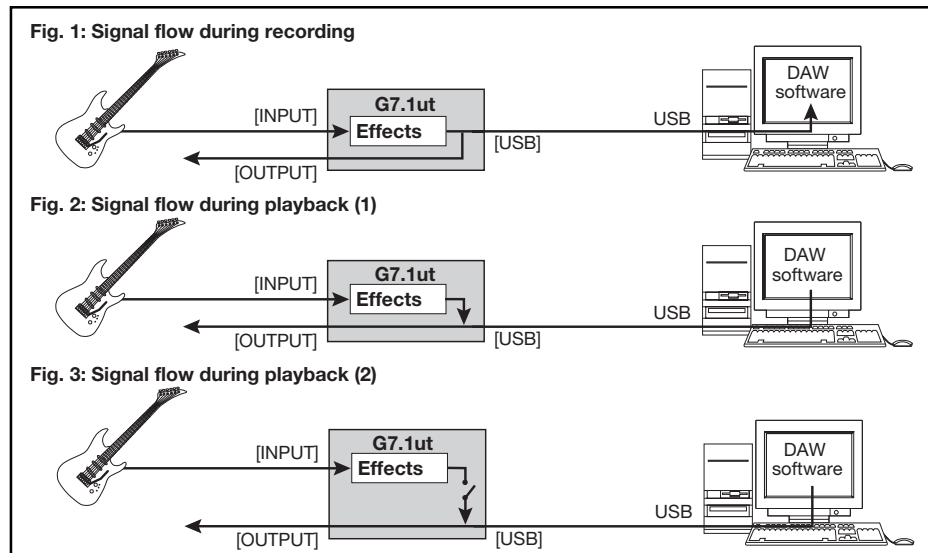 Fig. 1: Signal flow during recording
G7.1ut
[INPUT]
Effects
[USB]
[OUTPUT]
USB
DAW
software
Fig. 2: Signal flow during playback (1)
G7.1ut
[INPUT]
Effects
[OUTPUT]
[USB]
USB
DAW
software
Fig. 3: Signal flow during playback (2)
G7.1ut
[INPUT]
Effects
[OUTPUT]
[USB]
USB
DAW
software